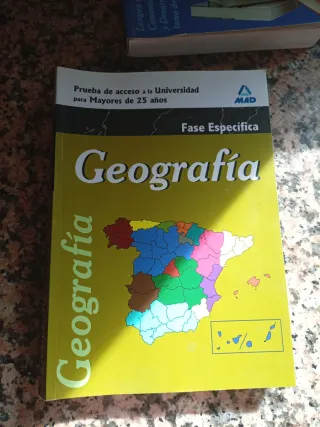 Prueba de acceso a la Universidad
para Mayores de 25 años
MAD
Fase Específica
Geografía
Geografía